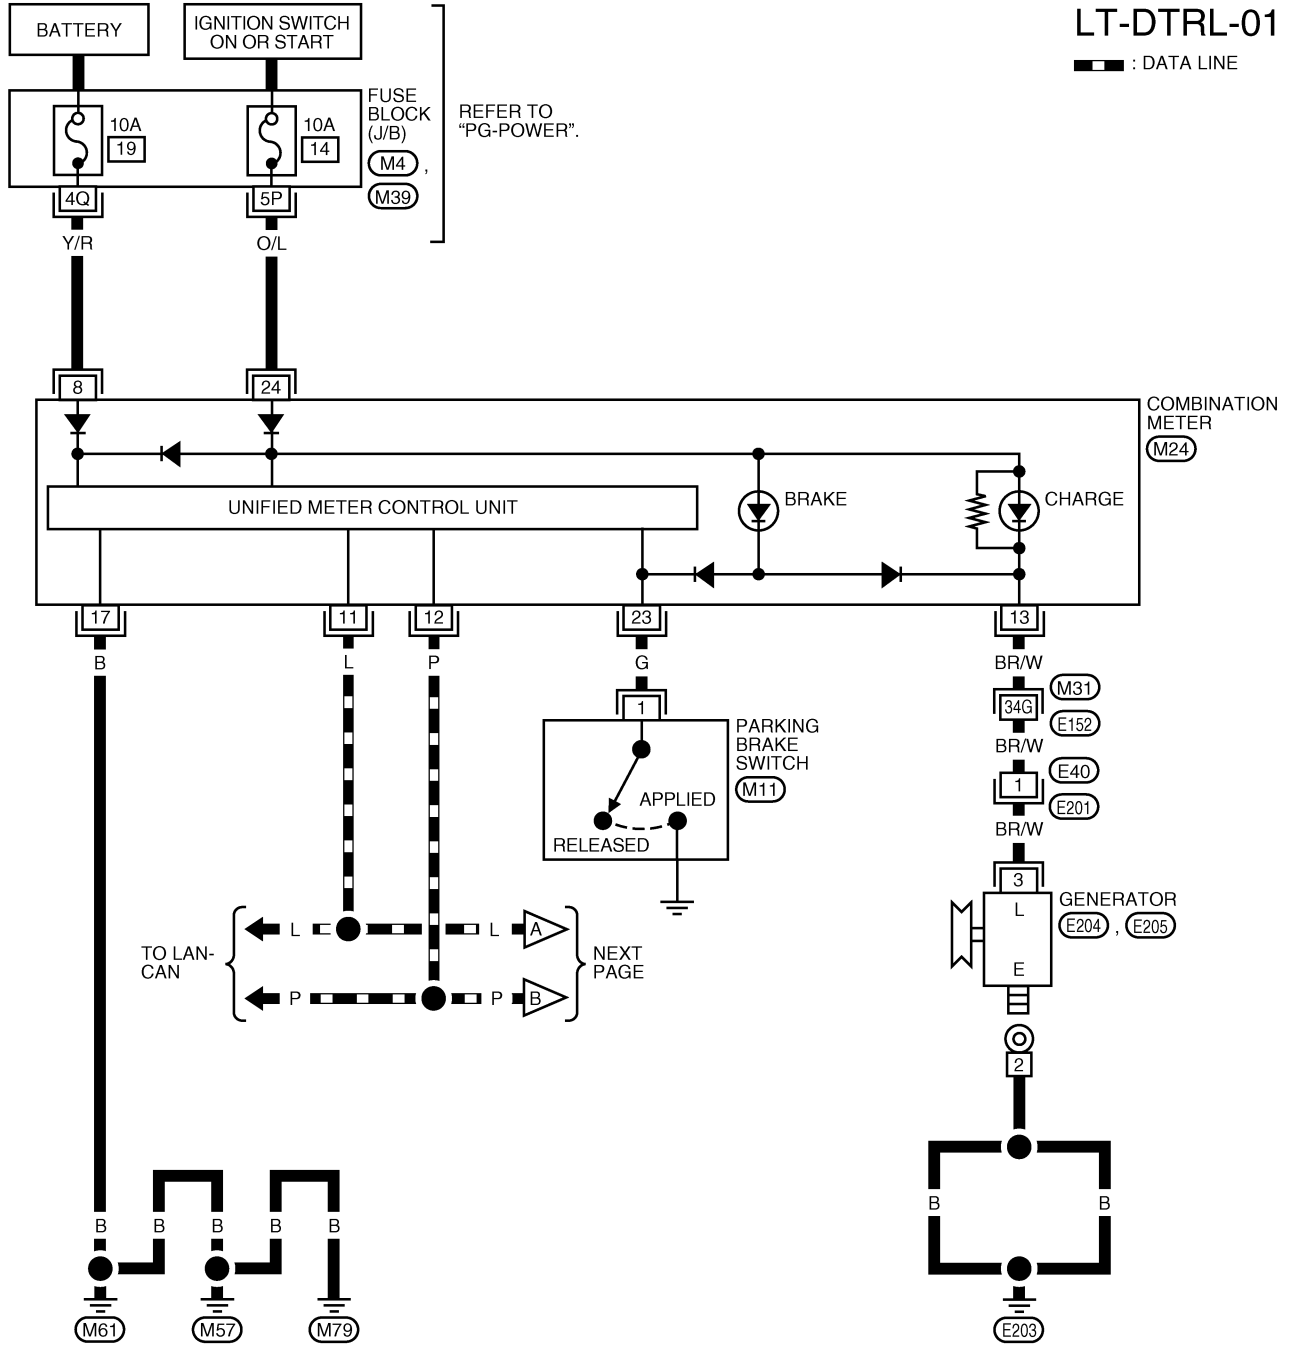 LT-DTRL-01
: DATA LINE
BATTERY
IGNITION SWITCH
ON OR START
FUSE
BLOCK
(J/B)
M4 ,
M39
REFER TO
“PG-POWER”.
10A
19
10A
14
4Q
5P
Y/R
O/L
8
24
COMBINATION
METER
M24
UNIFIED METER CONTROL UNIT
BRAKE
CHARGE
17
11
12
23
13
B
L
P
G
BR/W
M31
34G
E152
BR/W
E40
1
E201
BR/W
1
PARKING
BRAKE
SWITCH
M11
APPLIED
RELEASED
3
GENERATOR
E204 , E205
L
E
2
TO LAN-
CAN
L
L
A
P
P
B
NEXT
PAGE
B
B
B
B
B
B
B
M61
M57
M79
E203